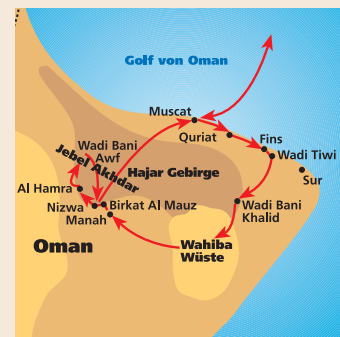 Golf von Oman
Muscat
Quriat
Fins
Wadi Tiwi
Sur
Wadi Bani
Awf
Jebel Akhdar
Hajar Gebirge
Al Hamra
Nizwa
Birkat Al Mauz
Manah
Wadi Bani
Khalid
Oman
Wahiba
Wüste